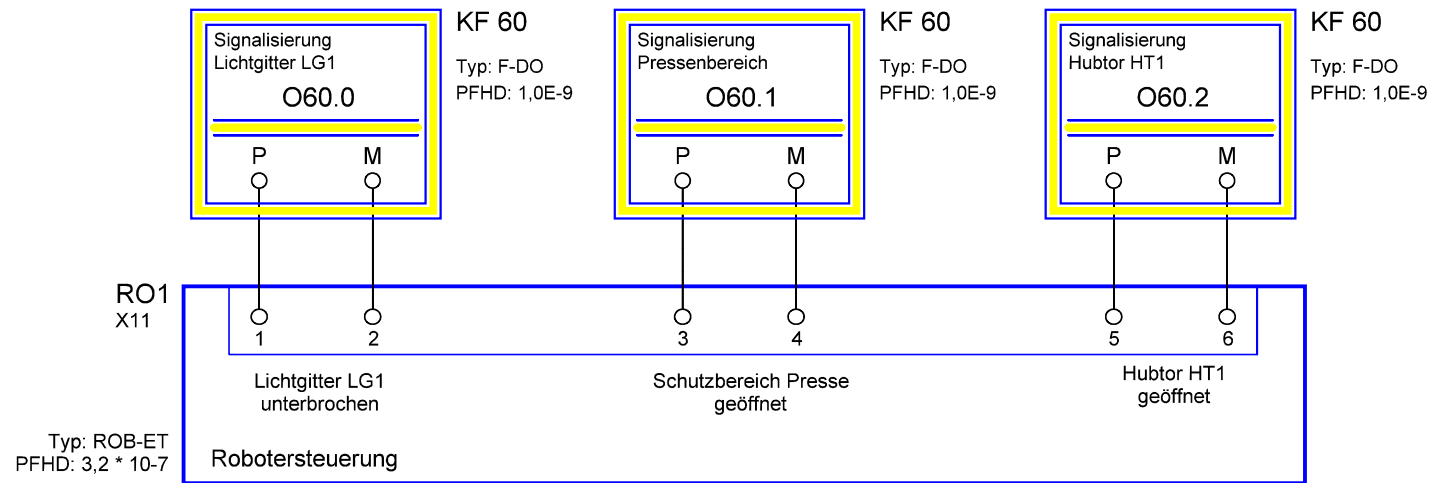 Signalisierung
Lichtgitter LG1
O60.0
P M
KF 60
Typ: F-DO
PFHD: 1,0E-9
Signalisierung
Pressenbereich
O60.1
P M
KF 60
Typ: F-DO
PFHD: 1,0E-9
Signalisierung
Hubtor HT1
O60.2
P M
KF 60
Typ: F-DO
PFHD: 1,0E-9
RO1
X11
1 2 3 4 5 6
Lichtgitter LG1
unterbrochen
Schutzbereich Presse
geöffnet
Hubtor HT1
geöffnet
Typ: ROB-ET
PFHD: 3,2 * 10-7
Robotersteuerung